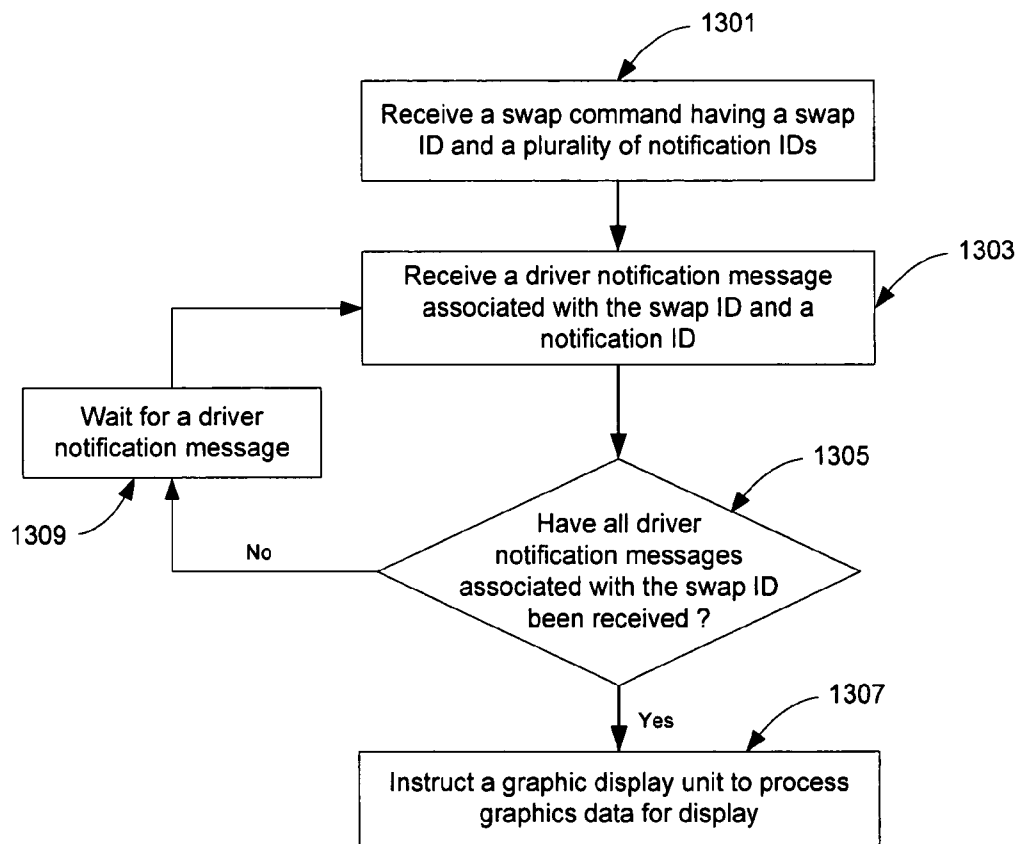 1301
Receive a swap command having a swap
ID and a plurality of notification IDs
1303
Receive a driver notification message
associated with the swap ID and a
notification ID
Wait for a driver
notification message
1309
1305
Have all driver
notification messages
associated with the swap ID
been received ?
No
Yes
1307
Instruct a graphic display unit to process
graphics data for display